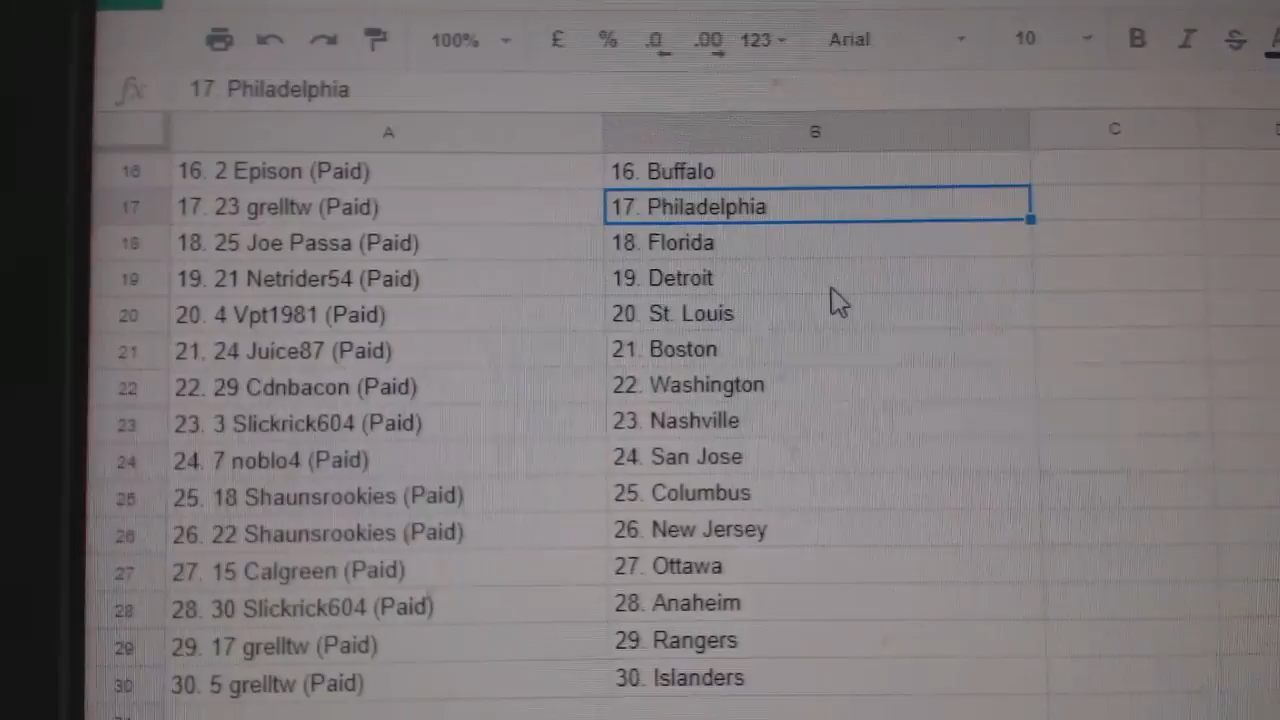 100% £ % .0 .00 123 Arial 10 B I S
fx 17 Philadelphia
A B C
16 16. 2 Epison (Paid) 16. Buffalo
17 17. 23 grelltw (Paid) 17. Philadelphia
18 18. 25 Joe Passa (Paid) 18. Florida
19 19. 21 Netrider54 (Paid) 19. Detroit
20 20. 4 Vpt1981 (Paid) 20. St. Louis
21 21. 24 Juice87 (Paid) 21. Boston
22 22. 29 Cdnbacon (Paid) 22. Washington
23 23. 3 Slickrick604 (Paid) 23. Nashville
24 24. 7 noblo4 (Paid) 24. San Jose
25 25. 18 Shaunsrookies (Paid) 25. Columbus
26 26. 22 Shaunsrookies (Paid) 26. New Jersey
27 27. 15 Calgreen (Paid) 27. Ottawa
28 28. 30 Slickrick604 (Paid) 28. Anaheim
29 29. 17 grelltw (Paid) 29. Rangers
30 30. 5 grelltw (Paid) 30. Islanders